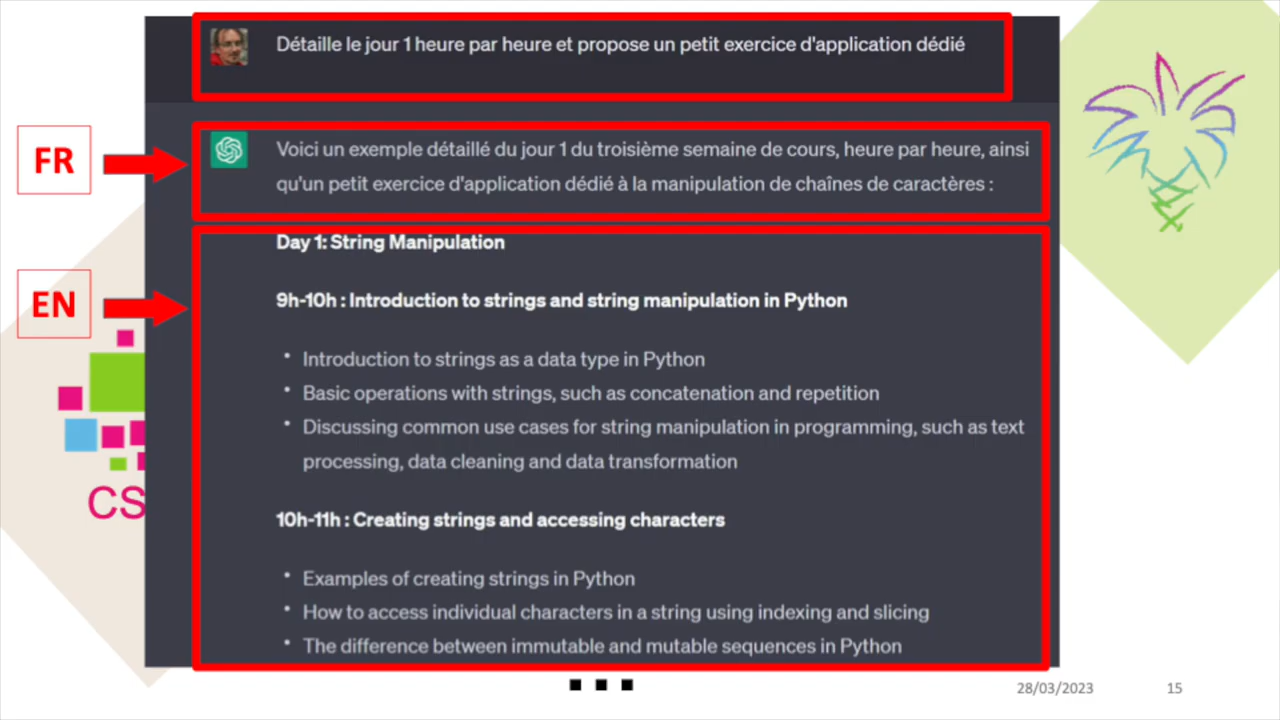 Détaille le jour 1 heure par heure et propose un petit exercice d'application dédié
FR
Voici un exemple détaillé du jour 1 du troisième semaine de cours, heure par heure, ainsi
qu'un petit exercice d'application dédié à la manipulation de chaînes de caractères :
EN
Day 1: String Manipulation
9h-10h : Introduction to strings and string manipulation in Python
• Introduction to strings as a data type in Python
• Basic operations with strings, such as concatenation and repetition
• Discussing common use cases for string manipulation in programming, such as text
processing, data cleaning and data transformation
10h-11h : Creating strings and accessing characters
• Examples of creating strings in Python
• How to access individual characters in a string using indexing and slicing
• The difference between immutable and mutable sequences in Python
CS
...
28/03/2023
15